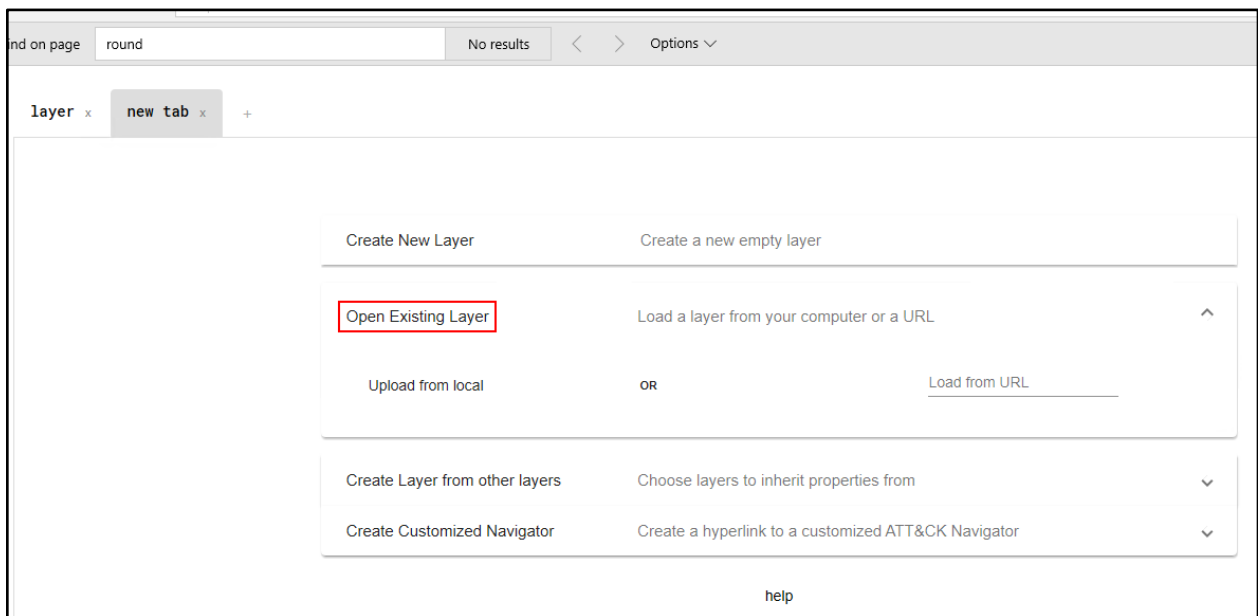 ind on page round No results Options
layer x new tab x +
Create New Layer Create a new empty layer
Open Existing Layer Load a layer from your computer or a URL
Upload from local OR Load from URL
Create Layer from other layers Choose layers to inherit properties from
Create Customized Navigator Create a hyperlink to a customized ATT&CK Navigator
help